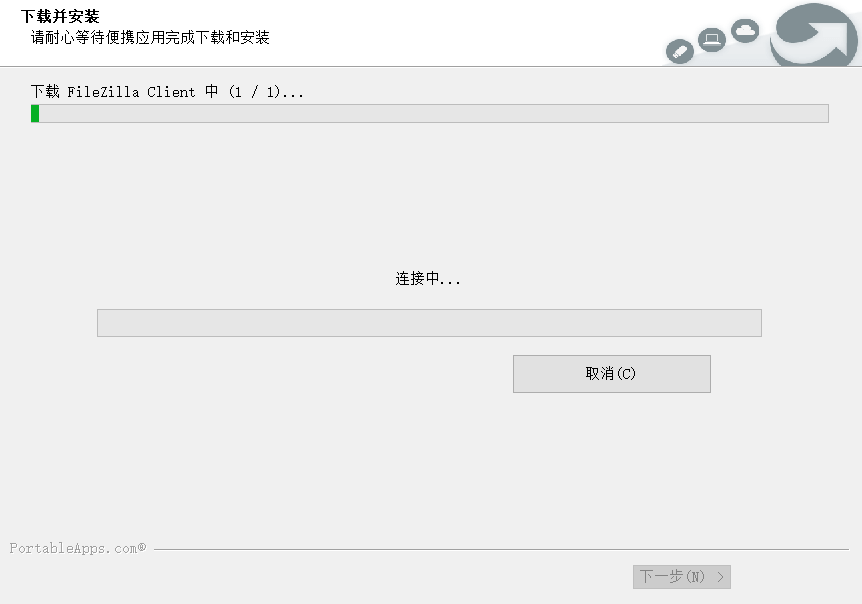 下载并安装
请耐心等待便携应用完成下载和安装
下载 FileZilla Client 中 (1 / 1)...
连接中...
取消(C)
PortableApps.com®
下一步(N) >